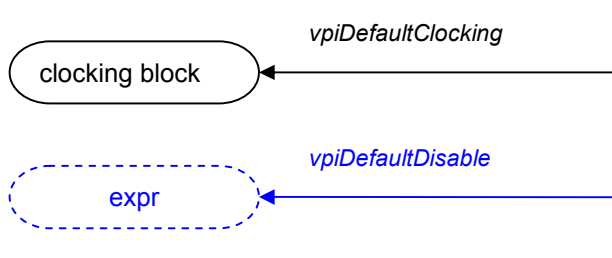 vpiDefaultClocking
clocking block
vpiDefaultDisable
expr